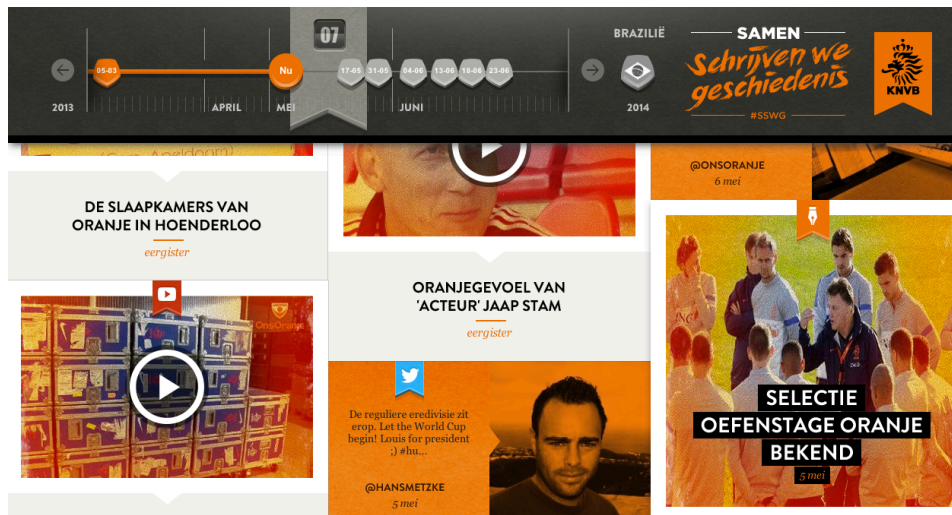 07
BRAZILIË
SAMEN
Schrijven we
geschiedenis
#SSWG
KNVB
05-03
Nu
17-05
31-05
04-06
13-06
18-06
23-06
2013
APRIL
MEI
JUNI
2014
DE SLAAPKAMERS VAN
ORANJE IN HOENDERLOO
eergister
OnsOranje
ORANJEGEVOEL VAN
'ACTEUR' JAAP STAM
eergister
De reguliere eredivisie zit
erop. Let the World Cup
begin! Louis for president
;) #hu...
@HANSMETZKE
5 mei
@ONSORANJE
6 mei
ING
SELECTIE
OEFENSTAGE ORANJE
BEKEND
5 mei